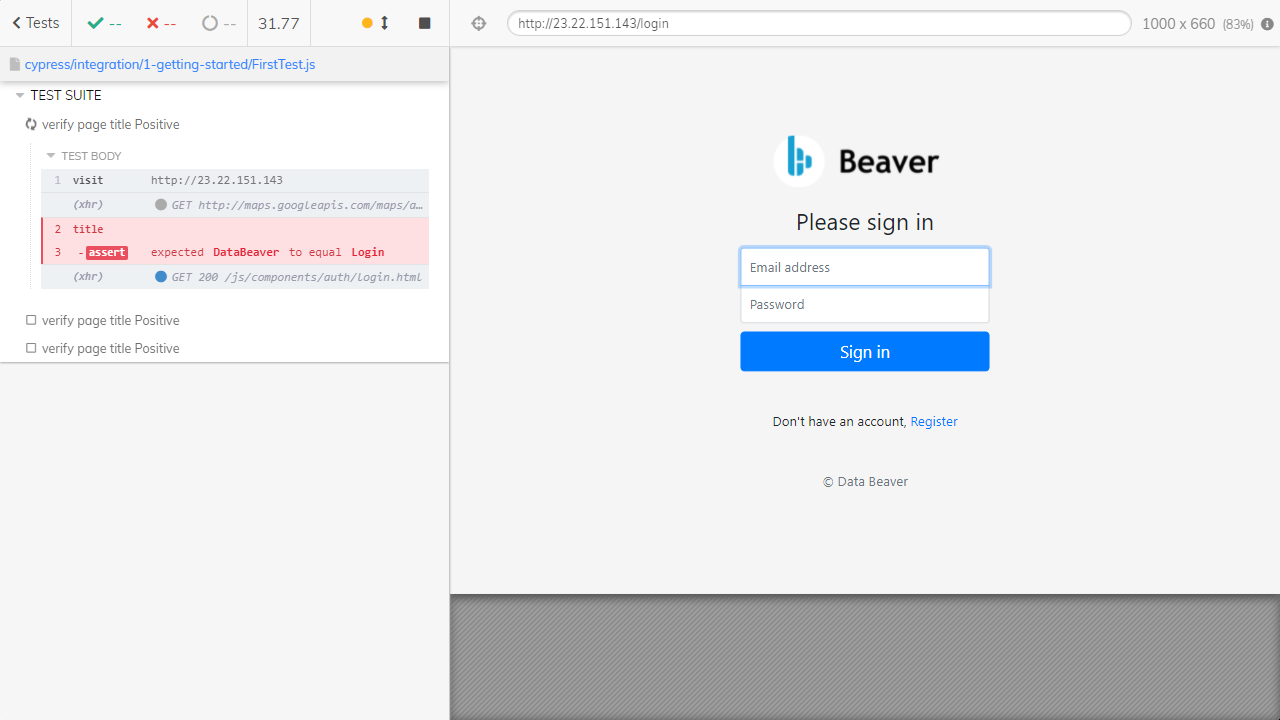 Tests -- -- -- 31.77
http://23.22.151.143/login 1000 x 660 (83%)
cypress/integration/1-getting-started/FirstTest.js
TEST SUITE
verify page title Positive
TEST BODY
1 visit http://23.22.151.143
(xhr) GET http://maps.googleapis.com/maps/a…
2 title
3 -assert expected DataBeaver to equal Login
(xhr) GET 200 /js/components/auth/login.html
verify page title Positive
verify page title Positive
Beaver
Please sign in
Email address
Password
Sign in
Don't have an account, Register
© Data Beaver